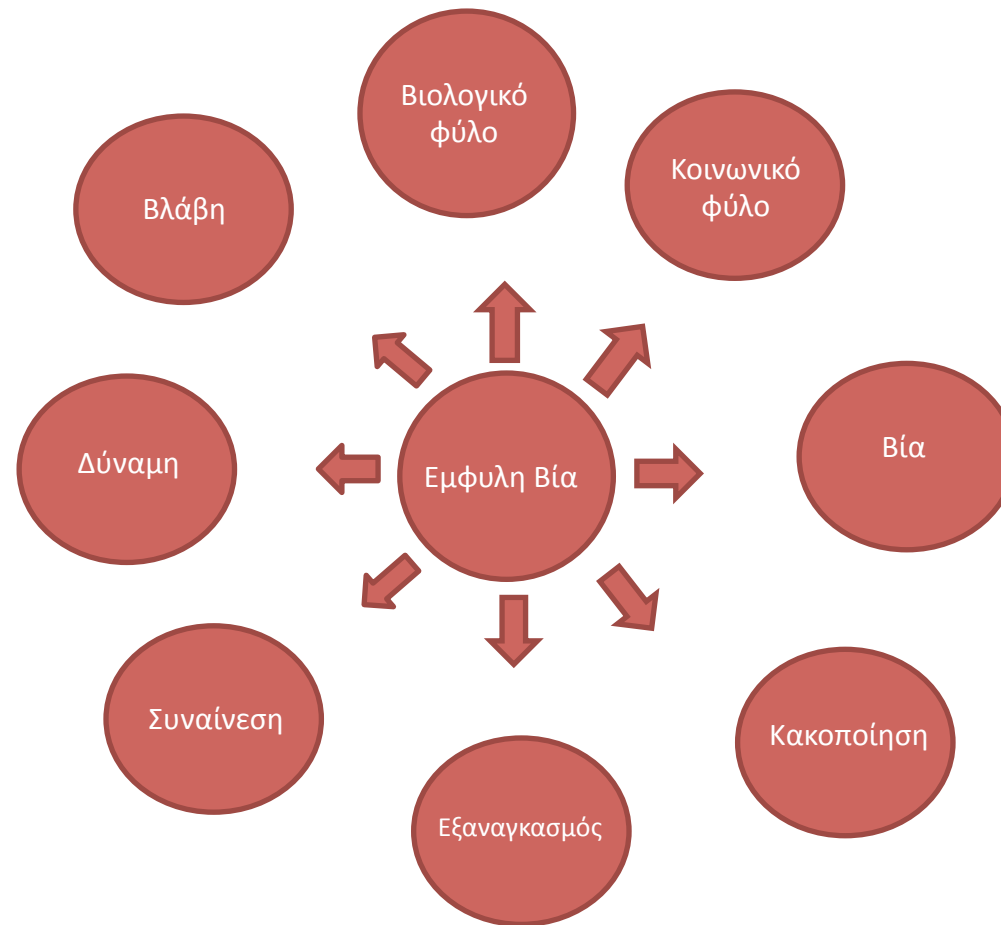 Βιολογικό
φύλο
Κοινωνικό
φύλο
Βλάβη
Βία
Δύναμη
Εμφυλη Βία
Συναίνεση
Κακοποίηση
Εξαναγκασμός